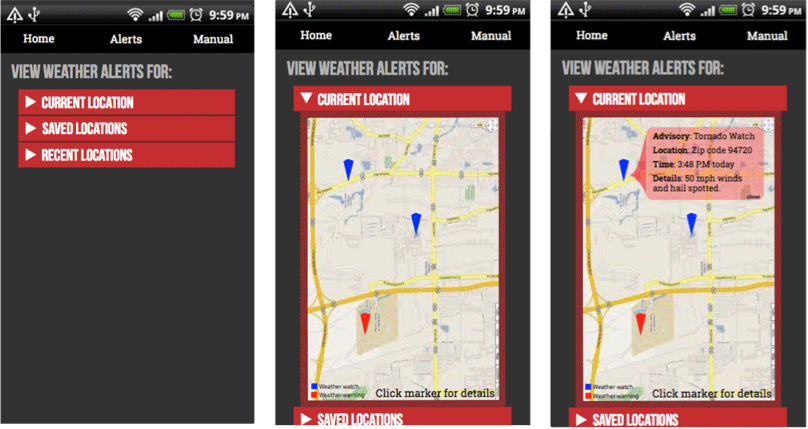 9:59 PM
Home Alerts Manual
VIEW WEATHER ALERTS FOR:
CURRENT LOCATION
SAVED LOCATIONS
RECENT LOCATIONS
9:59 PM
Home Alerts Manual
VIEW WEATHER ALERTS FOR:
CURRENT LOCATION
Weather watch
Weather warning
Click marker for details
SAVED LOCATIONS
9:59 PM
Home Alerts Manual
VIEW WEATHER ALERTS FOR:
CURRENT LOCATION
Advisory: Tornado Watch
Location: Zip code 94720
Time: 3:48 PM today
Details: 50 mph winds
and hail spotted.
close
Weather watch
Weather warning
Click marker for details
SAVED LOCATIONS